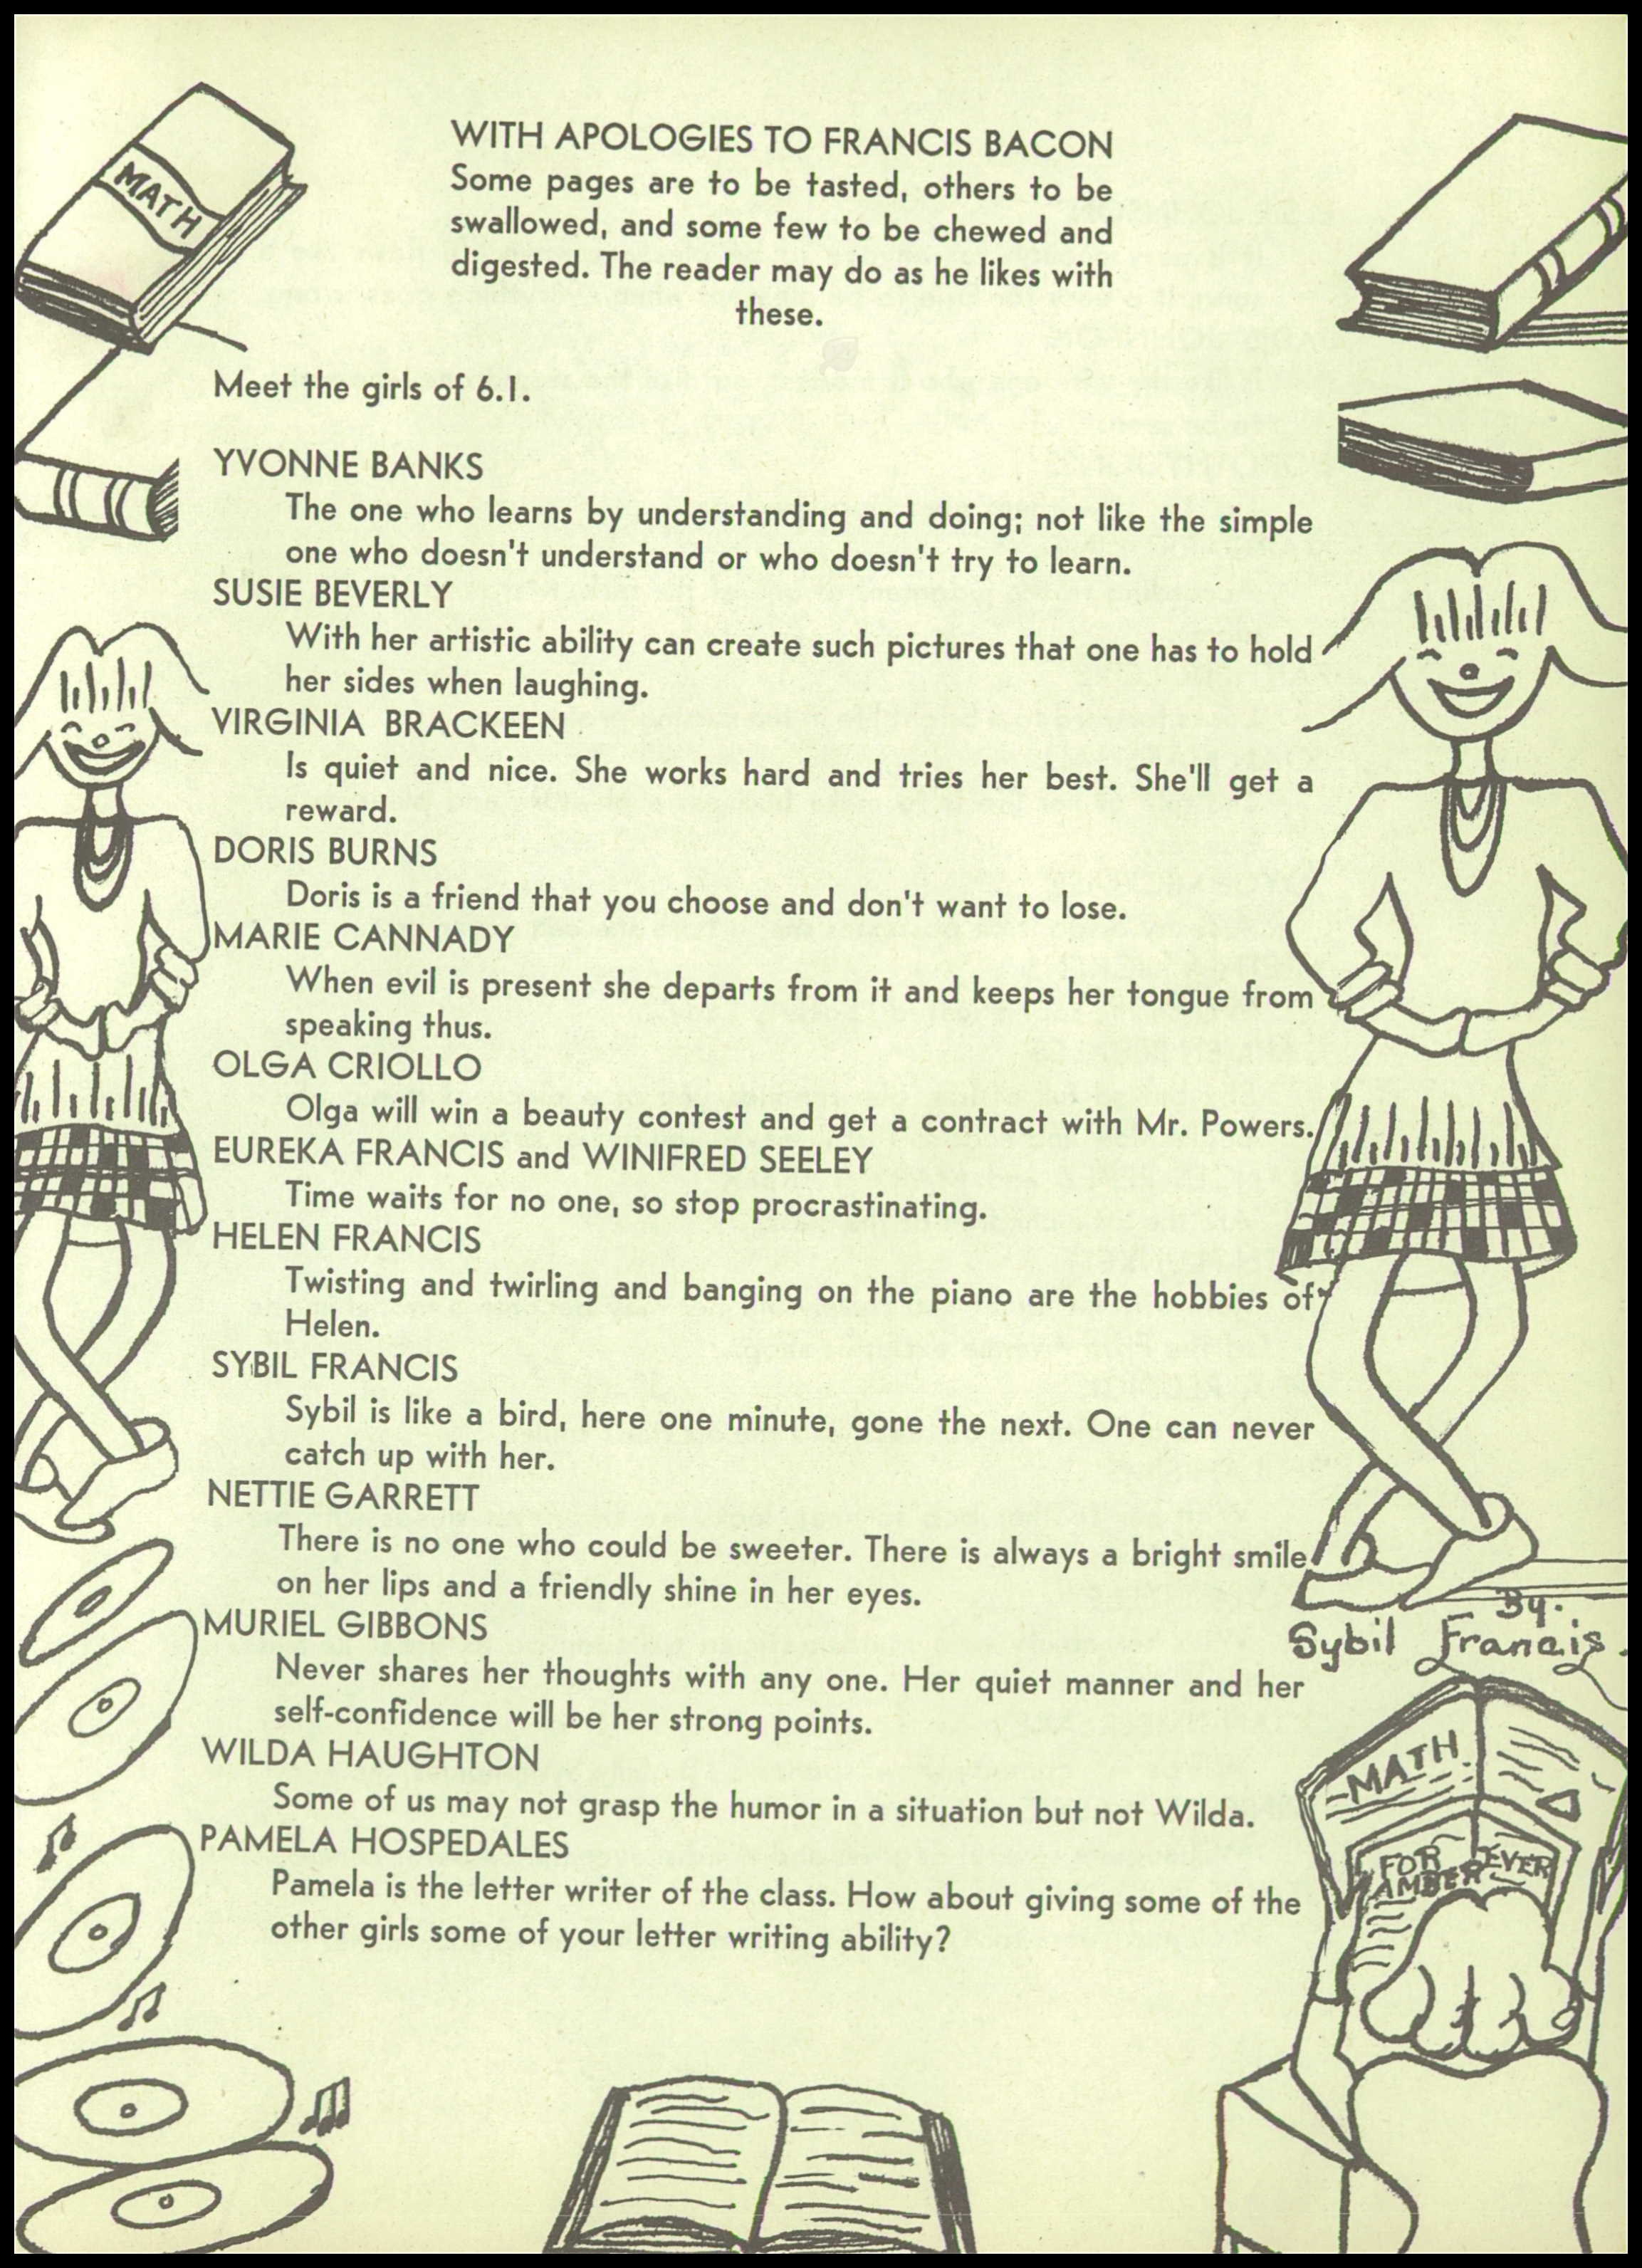 WITH APOLOGIES TO FRANCIS BACON
Some pages are to be tasted, others to be
swallowed, and some few to be chewed and
digested. The reader may do as he likes with
these.
MATH
Meet the girls of 6.1.
YVONNE BANKS
The one who learns by understanding and doing; not like the simple
one who doesn't understand or who doesn't try to learn.
SUSIE BEVERLY
With her artistic ability can create such pictures that one has to hold
her sides when laughing.
VIRGINIA BRACKEEN
Is quiet and nice. She works hard and tries her best. She'll get a
reward.
DORIS BURNS
Doris is a friend that you choose and don't want to lose.
MARIE CANNADY
When evil is present she departs from it and keeps her tongue from
speaking thus.
OLGA CRIOLLO
Olga will win a beauty contest and get a contract with Mr. Powers.
EUREKA FRANCIS and WINIFRED SEELEY
Time waits for no one, so stop procrastinating.
HELEN FRANCIS
Twisting and twirling and banging on the piano are the hobbies of
Helen.
SYBIL FRANCIS
Sybil is like a bird, here one minute, gone the next. One can never
catch up with her.
NETTIE GARRETT
There is no one who could be sweeter. There is always a bright smile
on her lips and a friendly shine in her eyes.
By.
Sybil Francis.
MURIEL GIBBONS
Never shares her thoughts with any one. Her quiet manner and her
self-confidence will be her strong points.
WILDA HAUGHTON
Some of us may not grasp the humor in a situation but not Wilda.
PAMELA HOSPEDALES
Pamela is the letter writer of the class. How about giving some of the
other girls some of your letter writing ability?
MATH
FOR EVER
AMBER